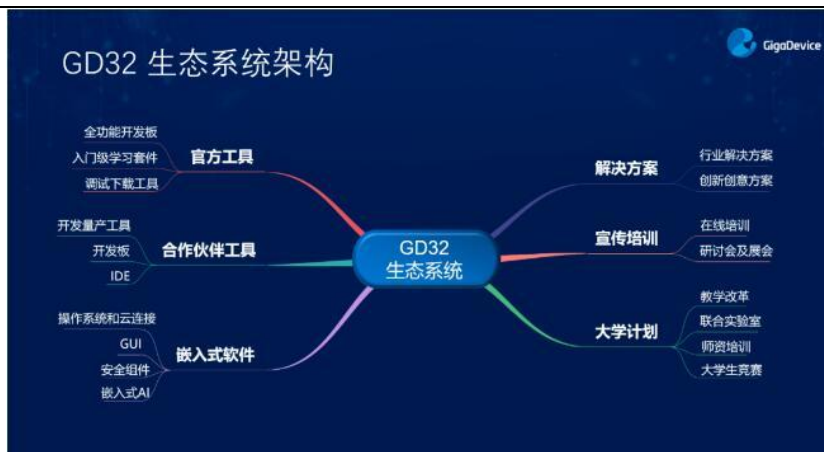 GD32 生态系统架构
GigaDevice
全功能开发板
入门级学习套件
调试下载工具
官方工具
开发量产工具
开发板
IDE
合作伙伴工具
操作系统和云连接
GUI
安全组件
嵌入式AI
嵌入式软件
GD32
生态系统
解决方案
行业解决方案
创新创意方案
宣传培训
在线培训
研讨会及展会
大学计划
教学改革
联合实验室
师资培训
大学生竞赛